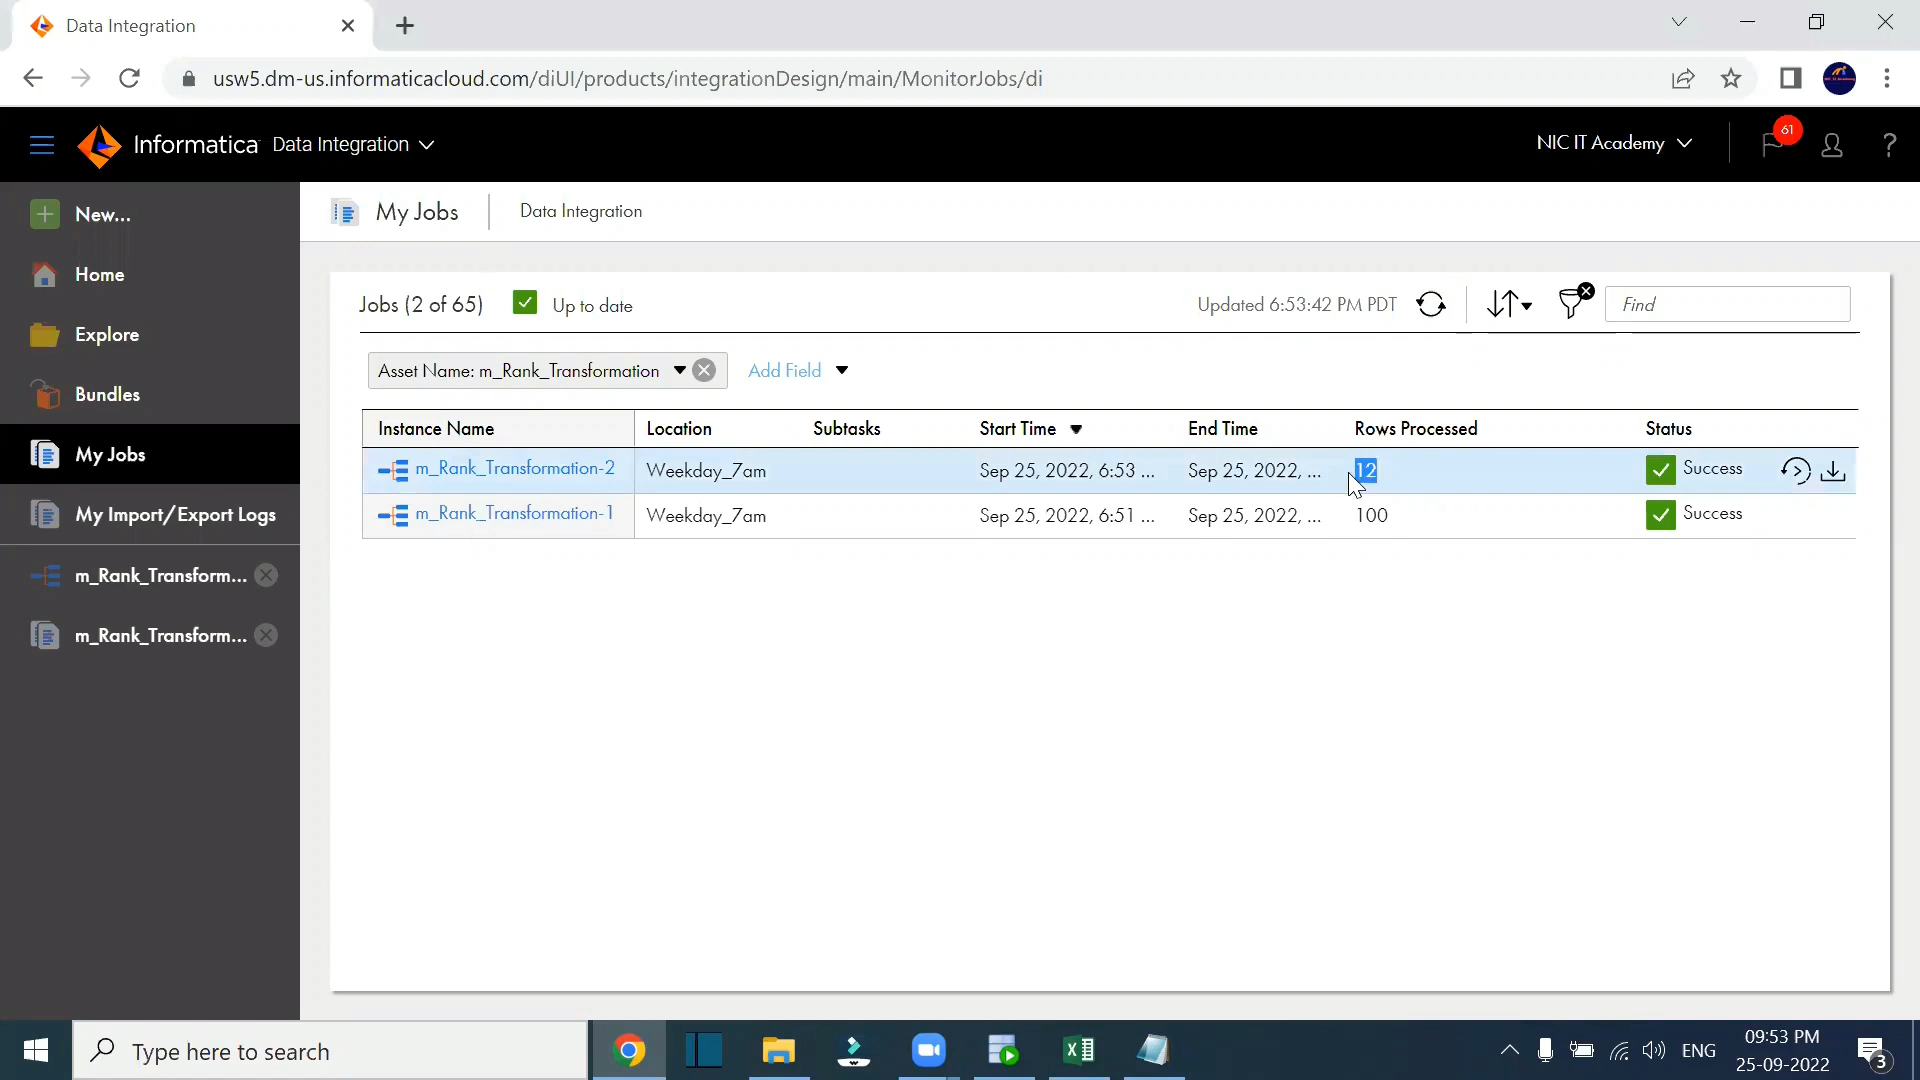 Data Integration
usw5.dm-us.informaticacloud.com/diUI/products/integrationDesign/main/MonitorJobs/di
Informatica Data Integration
NIC IT Academy
61
?
New...
Home
Explore
Bundles
My Jobs
My Import/Export Logs
m_Rank_Transform...
m_Rank_Transform...
My Jobs
Data Integration
Jobs (2 of 65)
Up to date
Updated 6:53:42 PM PDT
Find
Asset Name: m_Rank_Transformation
Add Field
Instance Name Location Subtasks Start Time End Time Rows Processed Status
m_Rank_Transformation-2 Weekday_7am Sep 25, 2022, 6:53 ... Sep 25, 2022, ... 12 Success
m_Rank_Transformation-1 Weekday_7am Sep 25, 2022, 6:51 ... Sep 25, 2022, ... 100 Success
Type here to search
ENG
09:53 PM
25-09-2022
3